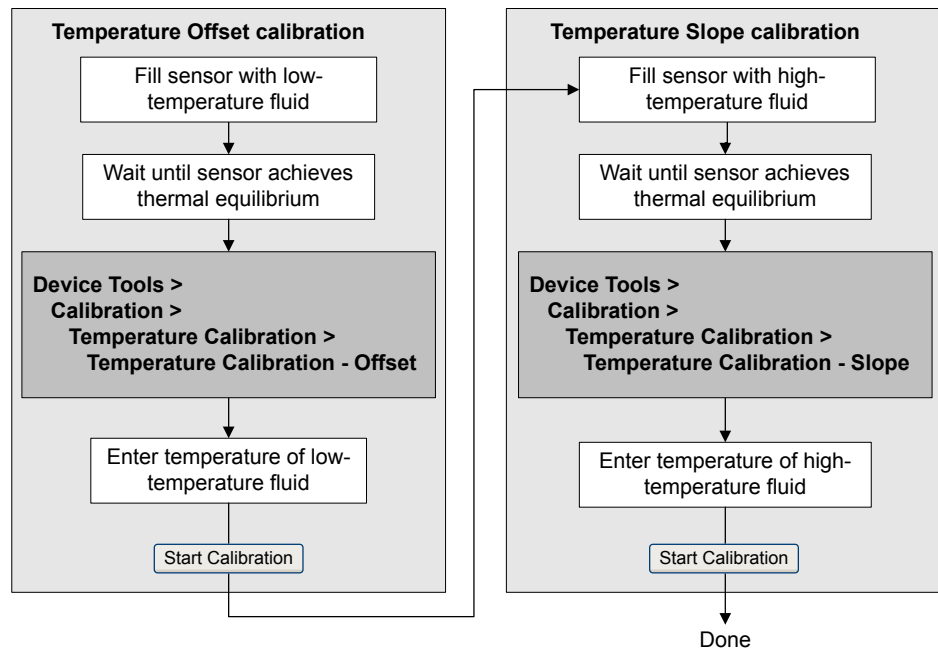 Temperature Offset calibration
Fill sensor with low-
temperature fluid
Wait until sensor achieves
thermal equilibrium
Device Tools >
Calibration >
Temperature Calibration >
Temperature Calibration - Offset
Enter temperature of low-
temperature fluid
Start Calibration
Temperature Slope calibration
Fill sensor with high-
temperature fluid
Wait until sensor achieves
thermal equilibrium
Device Tools >
Calibration >
Temperature Calibration >
Temperature Calibration - Slope
Enter temperature of high-
temperature fluid
Start Calibration
Done